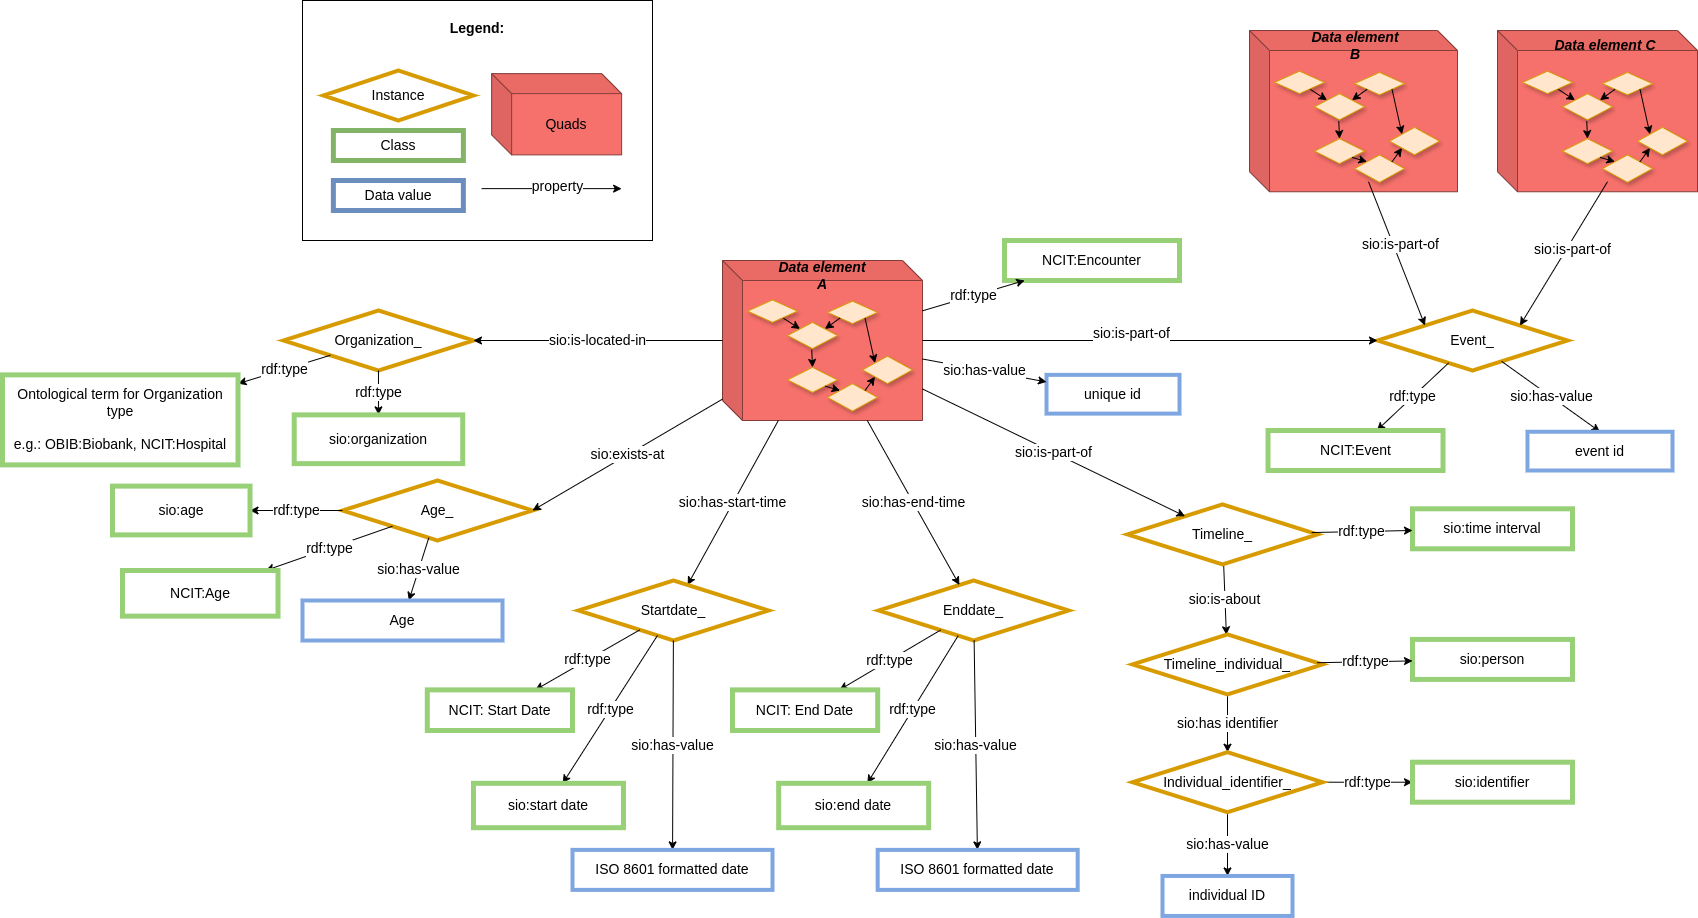 Legend:
Instance
Quads
Class
Data value
property
Data element
B
Data element C
sio:is-part-of
sio:is-part-of
Data element
A
NCIT:Encounter
rdf:type
Organization_
sio:is-located-in
sio:is-part-of
Event_
rdf:type
sio:has-value
unique id
Ontological term for Organization
type
e.g.: OBIB:Biobank, NCIT:Hospital
rdf:type
sio:organization
rdf:type
sio:has-value
NCIT:Event
event id
sio:exists-at
sio:is-part-of
sio:age
rdf:type
Age_
sio:has-start-time
sio:has-end-time
rdf:type
sio:has-value
NCIT:Age
Age
Timeline_
rdf:type
sio:time interval
sio:is-about
Startdate_
Enddate_
rdf:type
rdf:type
Timeline_individual_
rdf:type
sio:person
NCIT: Start Date
rdf:type
NCIT: End Date
rdf:type
sio:has identifier
sio:has-value
sio:has-value
Individual_identifier_
rdf:type
sio:identifier
sio:start date
sio:end date
sio:has-value
ISO 8601 formatted date
ISO 8601 formatted date
individual ID